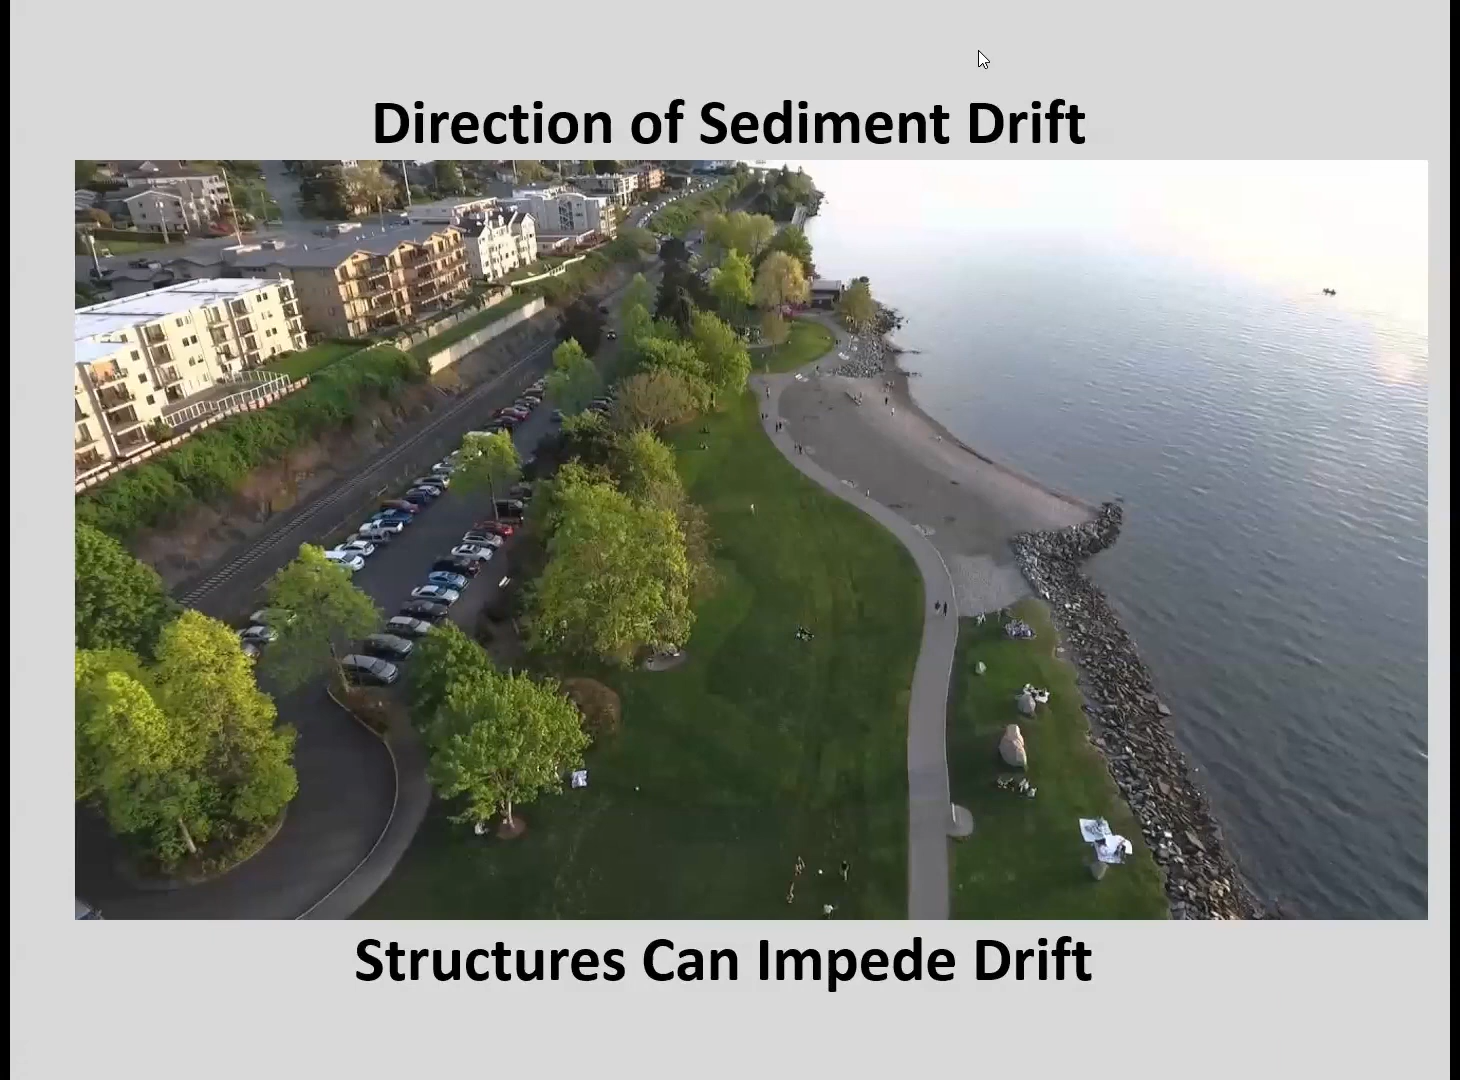 Direction of Sediment Drift
Structures Can Impede Drift